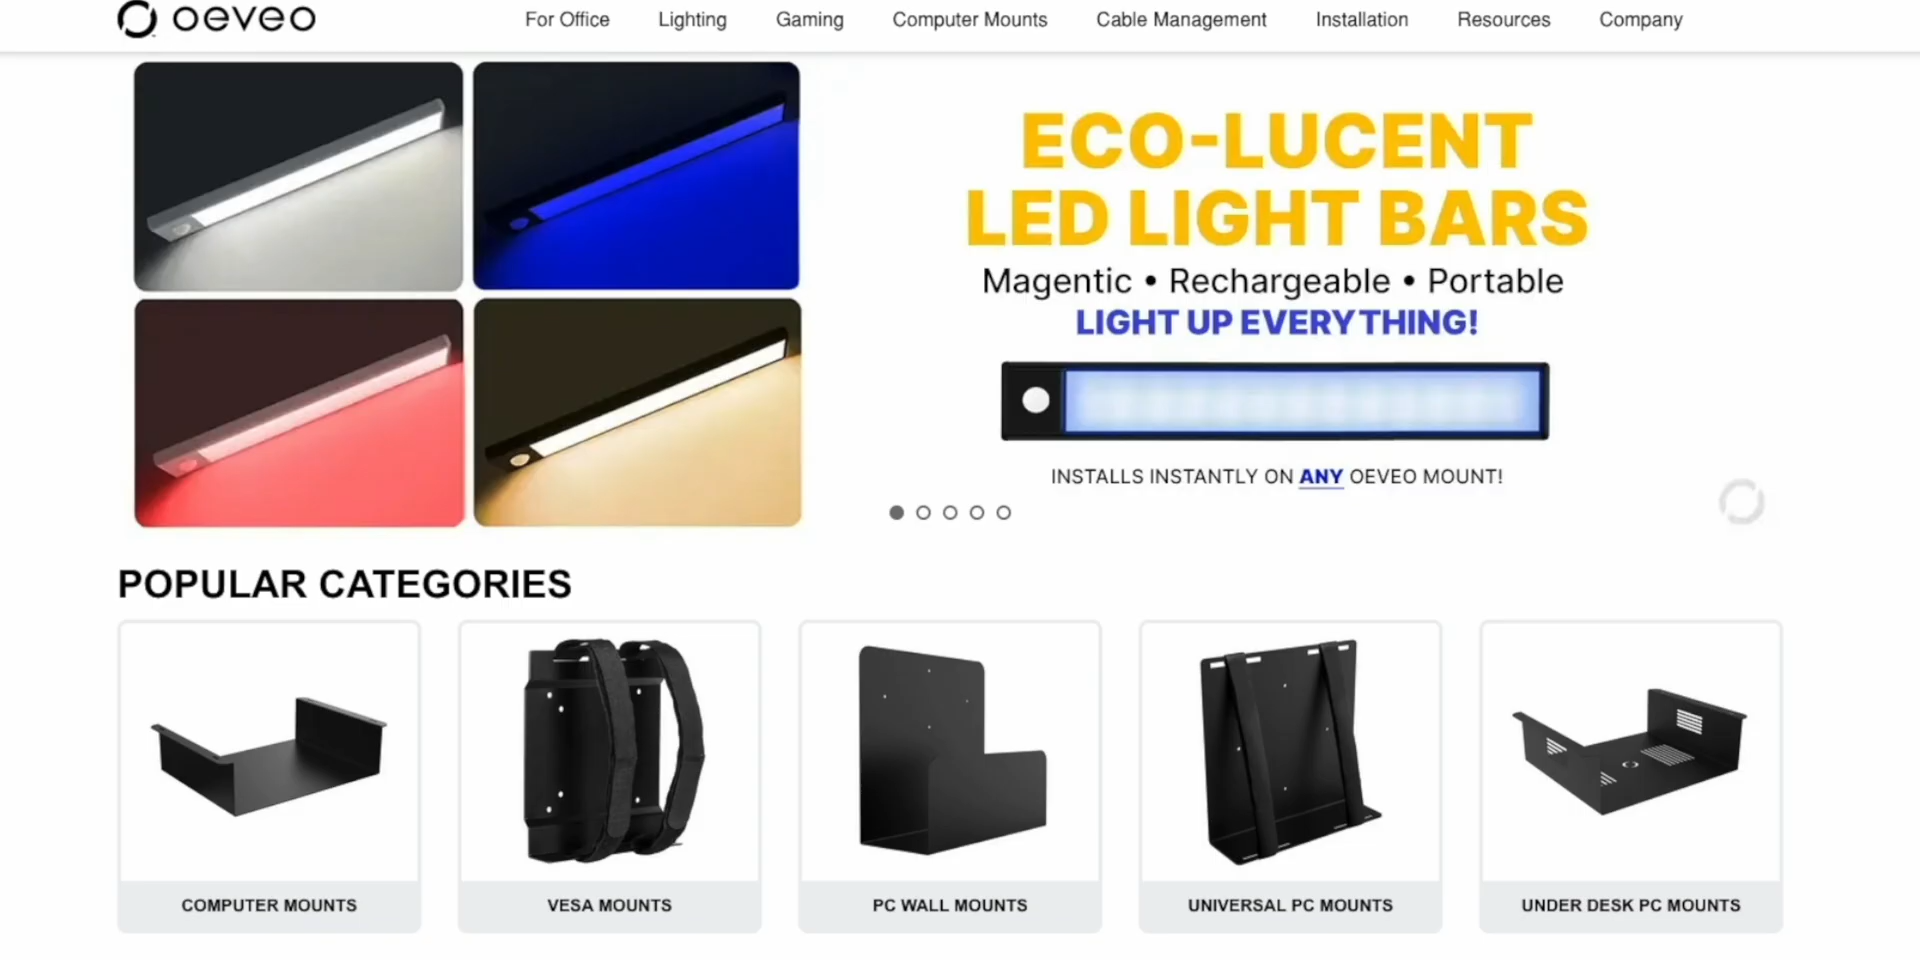 oeveo
For Office
Lighting
Gaming
Computer Mounts
Cable Management
Installation
Resources
Company
ECO-LUCENT
LED LIGHT BARS
Magentic • Rechargeable • Portable
LIGHT UP EVERYTHING!
INSTALLS INSTANTLY ON ANY OEVEO MOUNT!
POPULAR CATEGORIES
COMPUTER MOUNTS
VESA MOUNTS
PC WALL MOUNTS
UNIVERSAL PC MOUNTS
UNDER DESK PC MOUNTS